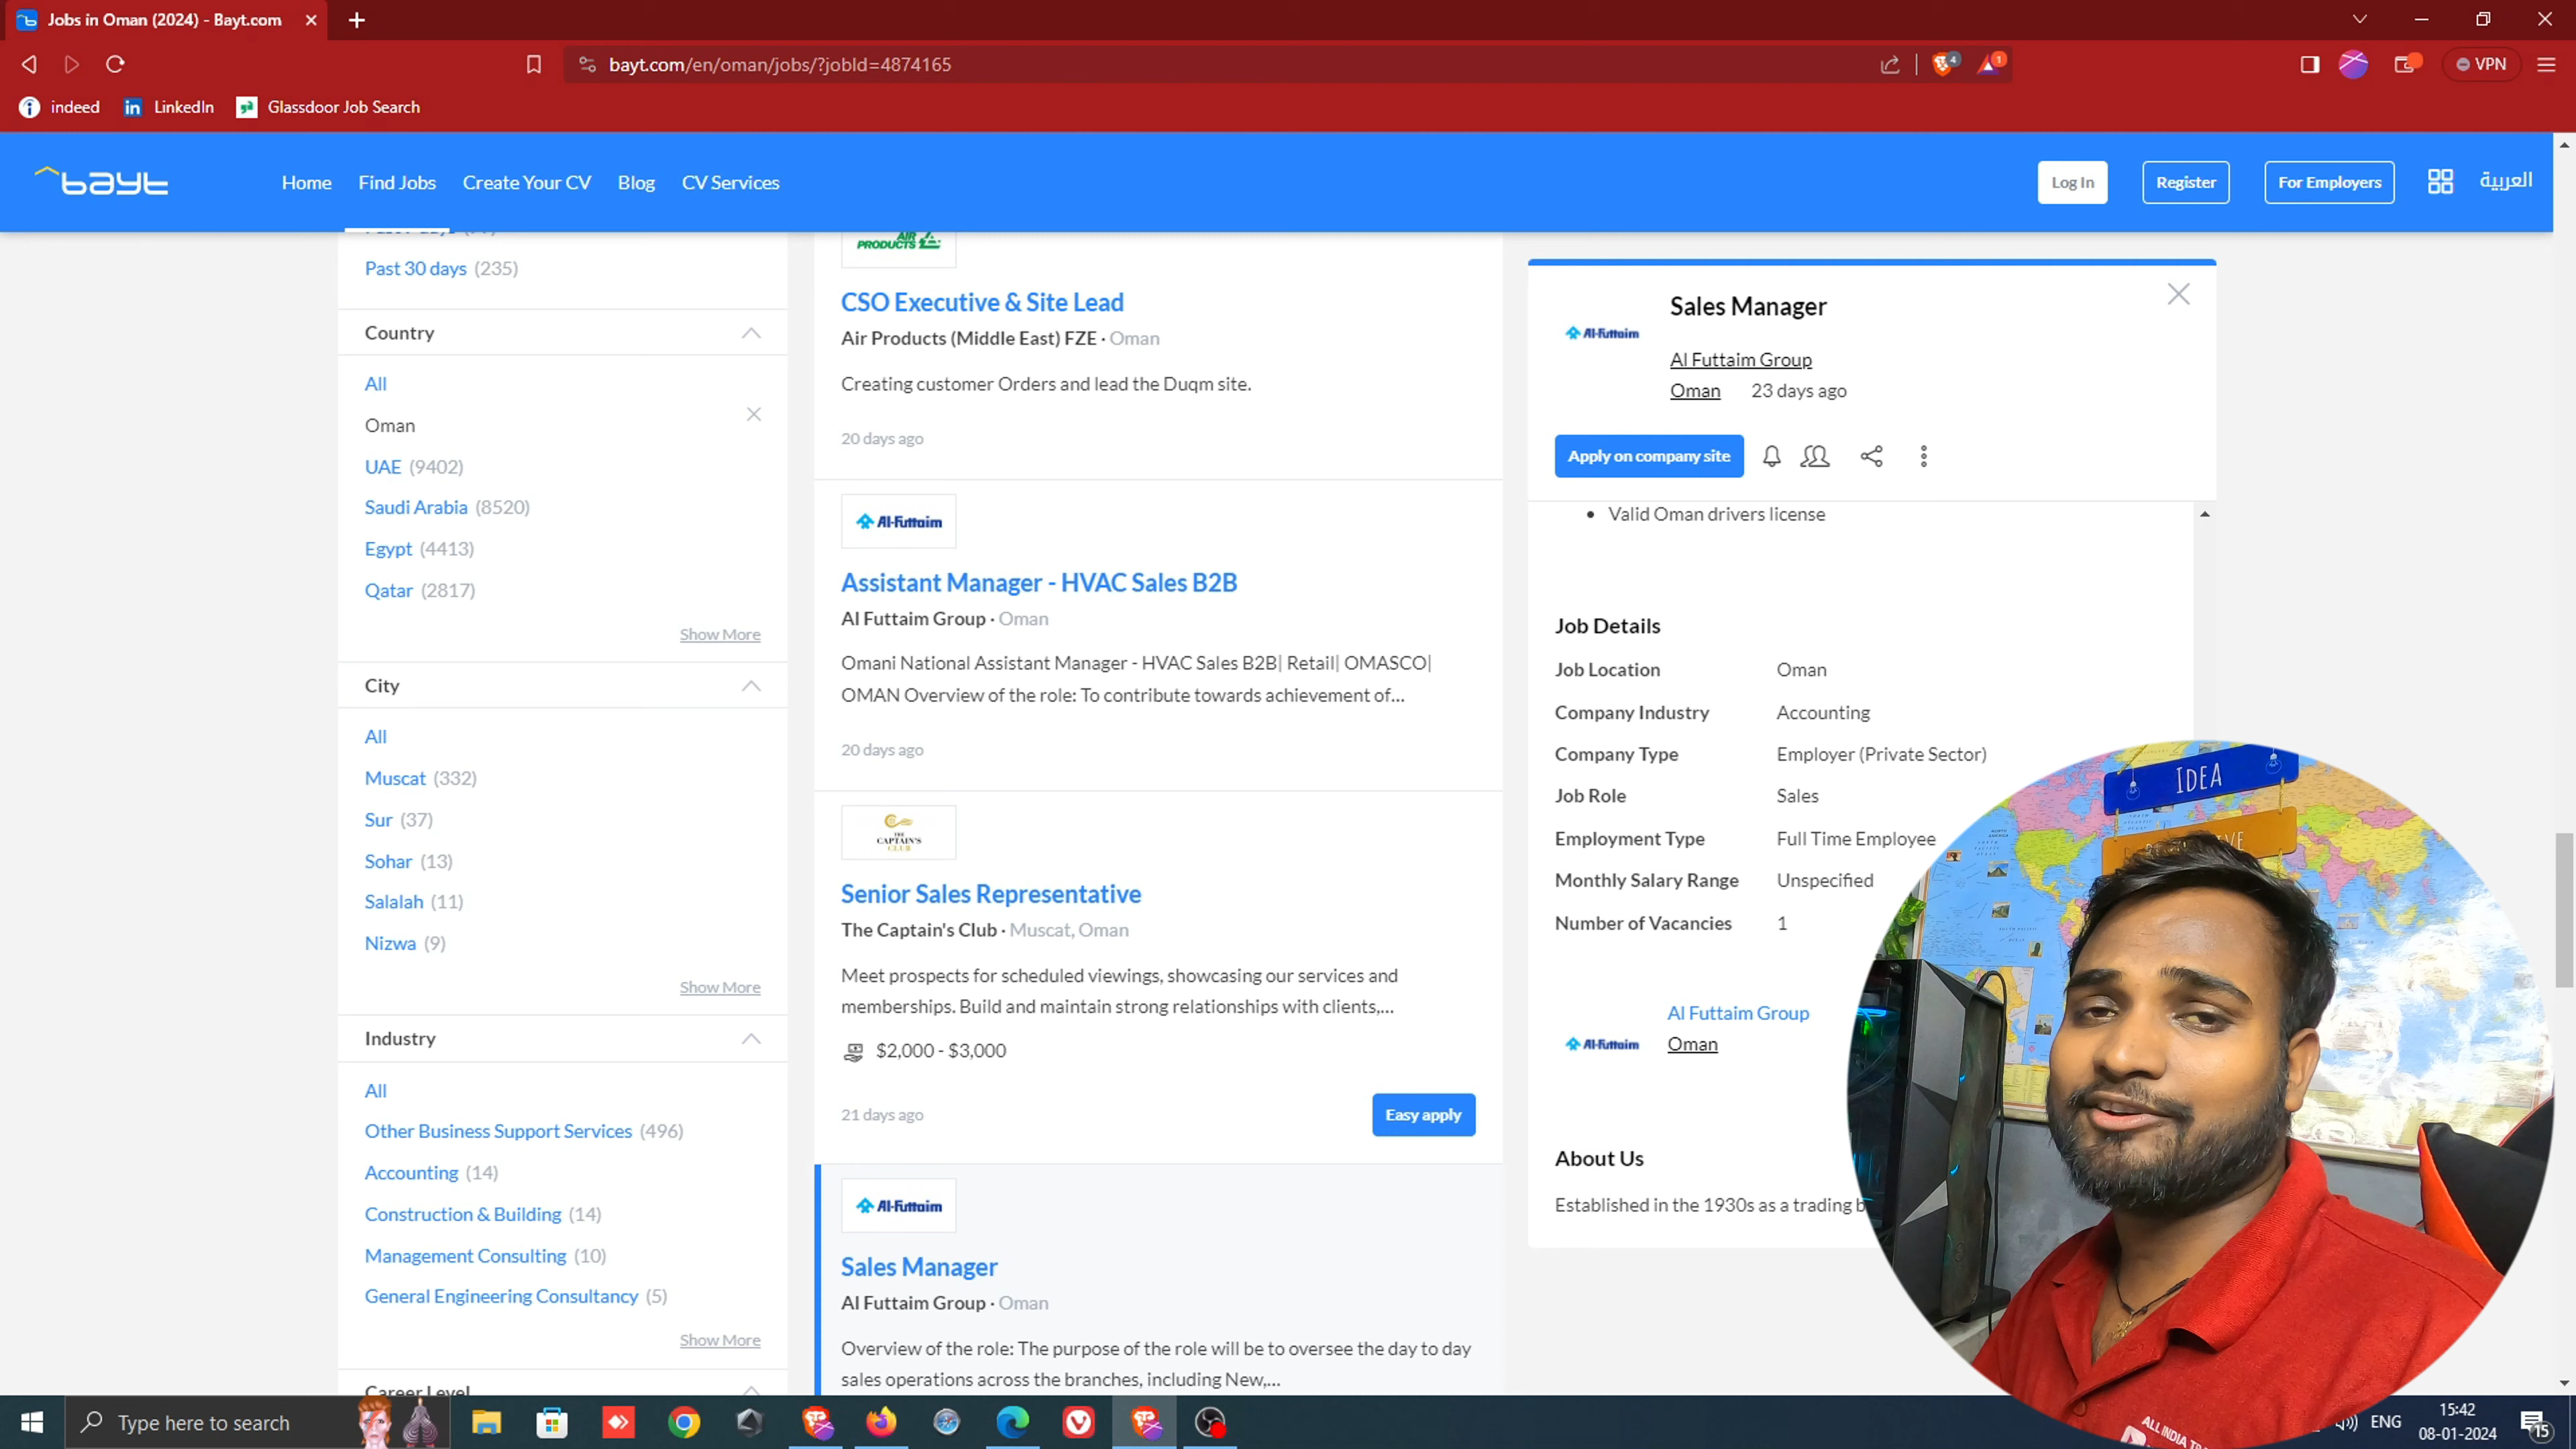 Jobs in Oman (2024) - Bayt.com
bayt.com/en/oman/jobs/?jobId=4874165
4
1
VPN
indeed
LinkedIn
Glassdoor Job Search
bayt
Home
Find Jobs
Create Your CV
Blog
CV Services
Log In
Register
For Employers
العربية
Past 30 days (235)
Country
All
Oman
UAE (9402)
Saudi Arabia (8520)
Egypt (4413)
Qatar (2817)
Show More
City
All
Muscat (332)
Sur (37)
Sohar (13)
Salalah (11)
Nizwa (9)
Show More
Industry
All
Other Business Support Services (496)
Accounting (14)
Construction & Building (14)
Management Consulting (10)
General Engineering Consultancy (5)
Show More
Career Level
AIR
PRODUCTS
CSO Executive & Site Lead
Air Products (Middle East) FZE · Oman
Creating customer Orders and lead the Duqm site.
20 days ago
Al-Futtaim
Assistant Manager - HVAC Sales B2B
Al Futtaim Group · Oman
Omani National Assistant Manager - HVAC Sales B2B| Retail| OMASCO|
OMAN Overview of the role: To contribute towards achievement of...
20 days ago
THE
CAPTAIN'S
CLUB
Senior Sales Representative
The Captain's Club · Muscat, Oman
Meet prospects for scheduled viewings, showcasing our services and
memberships. Build and maintain strong relationships with clients,...
$2,000 - $3,000
21 days ago
Easy apply
Al-Futtaim
Sales Manager
Al Futtaim Group · Oman
Overview of the role: The purpose of the role will be to oversee the day to day
sales operations across the branches, including New,...
Al-Futtaim
Sales Manager
Al Futtaim Group
Oman
23 days ago
Apply on company site
• Valid Oman drivers license
Job Details
Job Location Oman
Company Industry Accounting
Company Type Employer (Private Sector)
Job Role Sales
Employment Type Full Time Employee
Monthly Salary Range Unspecified
Number of Vacancies 1
Al-Futtaim
Al Futtaim Group
Oman
About Us
Established in the 1930s as a trading b
IDEA
ALL INDIA
Type here to search
ENG
15:42
08-01-2024
15